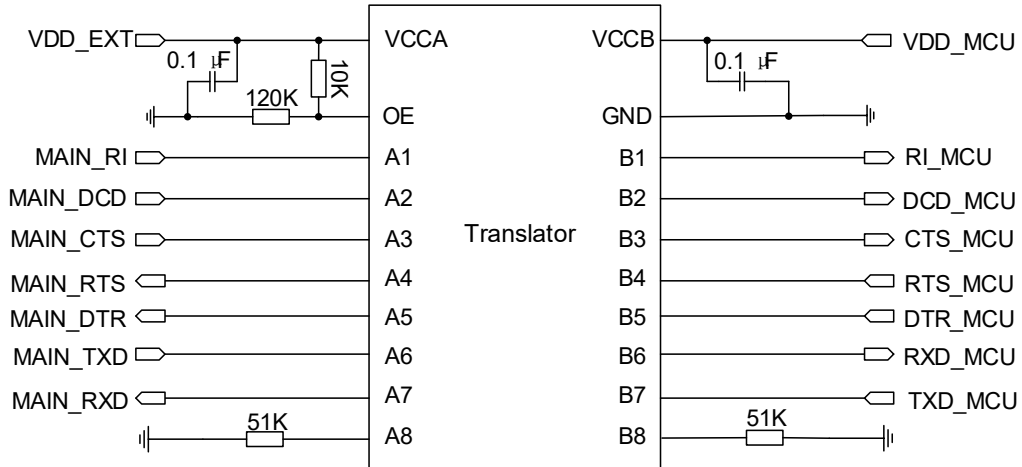 VDD_EXT VCCA VCCB VDD_MCU
0.1 μF 10K 0.1 μF
120K OE GND
MAIN_RI A1 B1 RI_MCU
MAIN_DCD A2 B2 DCD_MCU
MAIN_CTS A3 Translator B3 CTS_MCU
MAIN_RTS A4 B4 RTS_MCU
MAIN_DTR A5 B5 DTR_MCU
MAIN_TXD A6 B6 RXD_MCU
MAIN_RXD A7 B7 TXD_MCU
51K A8 B8 51K